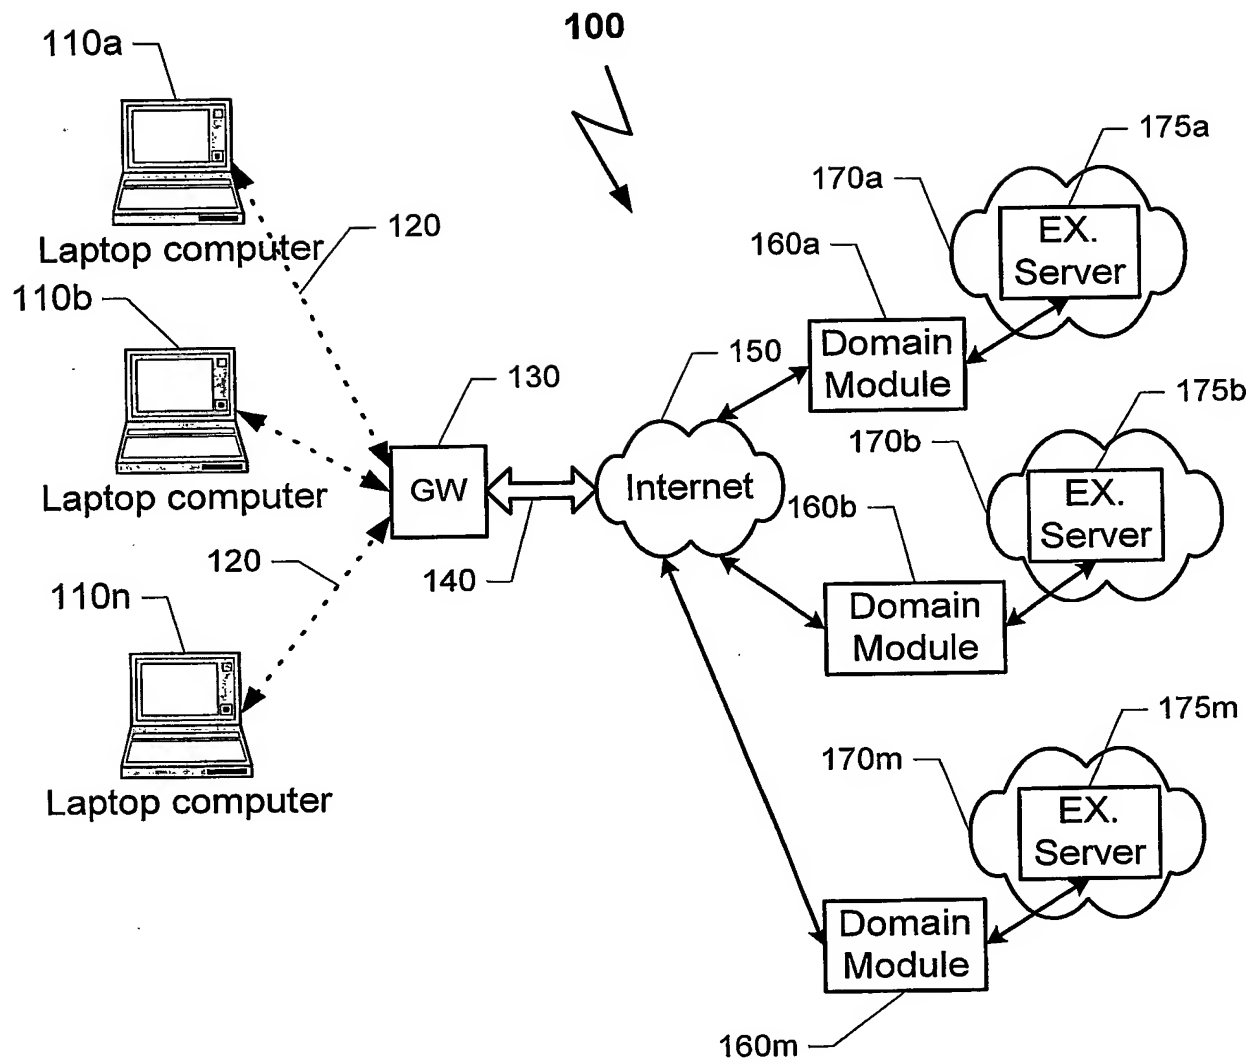 100
110a
Laptop computer
120
110b
Laptop computer
120
110n
Laptop computer
130
GW
140
150
Internet
160a
Domain
Module
170a
175a
EX.
Server
160b
Domain
Module
170b
175b
EX.
Server
170m
175m
EX.
Server
Domain
Module
160m